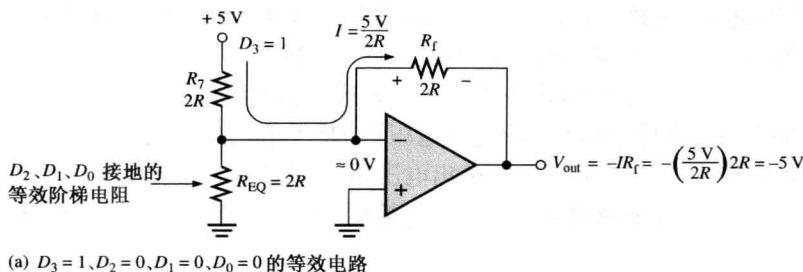 +5 V
D₃ = 1
I = 5 V / 2R
R_f
+ −
2R
R₇
2R
−
≈0 V
+
D₂、D₁、D₀ 接地的
等效阶梯电阻
R_EQ = 2R
V_out = −IR_f = −(5 V / 2R)2R = −5 V
(a) D₃ = 1、D₂ = 0、D₁ = 0、D₀ = 0 的等效电路